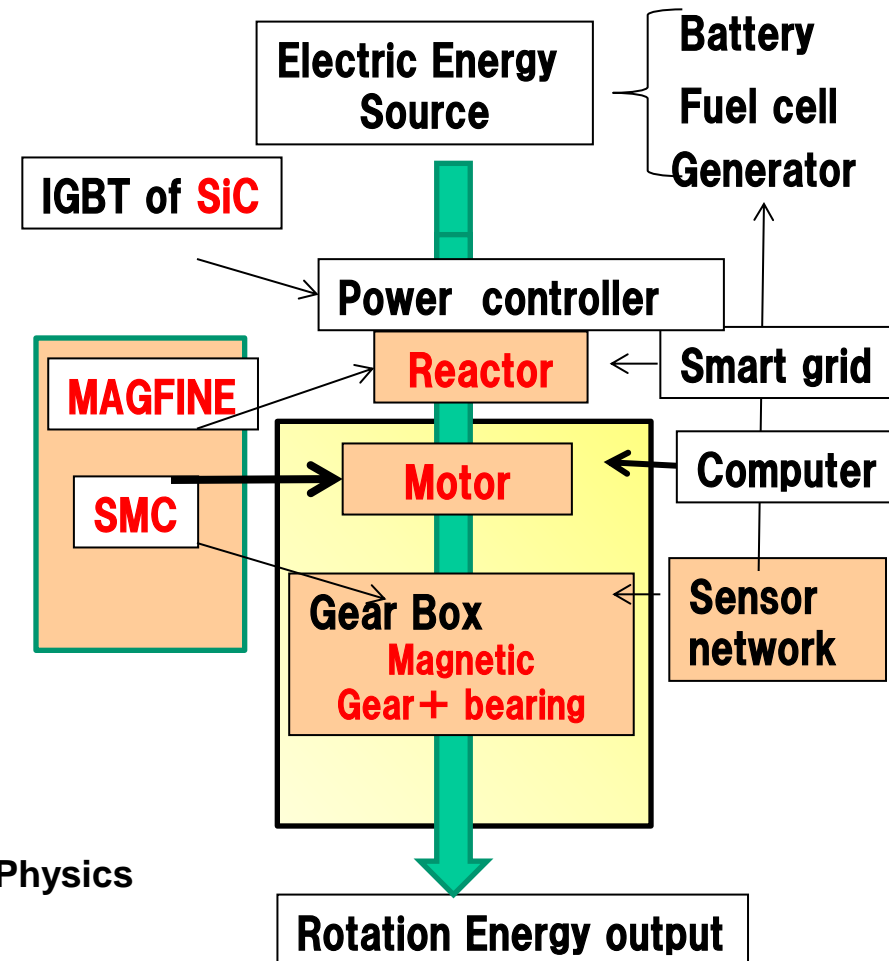 Electric Energy
Source
Battery
Fuel cell
Generator
IGBT of SiC
Power controller
Reactor
Smart grid
MAGFINE
Motor
Computer
SMC
Gear Box
Magnetic
Gear＋ bearing
Sensor
network
Physics
Rotation Energy output